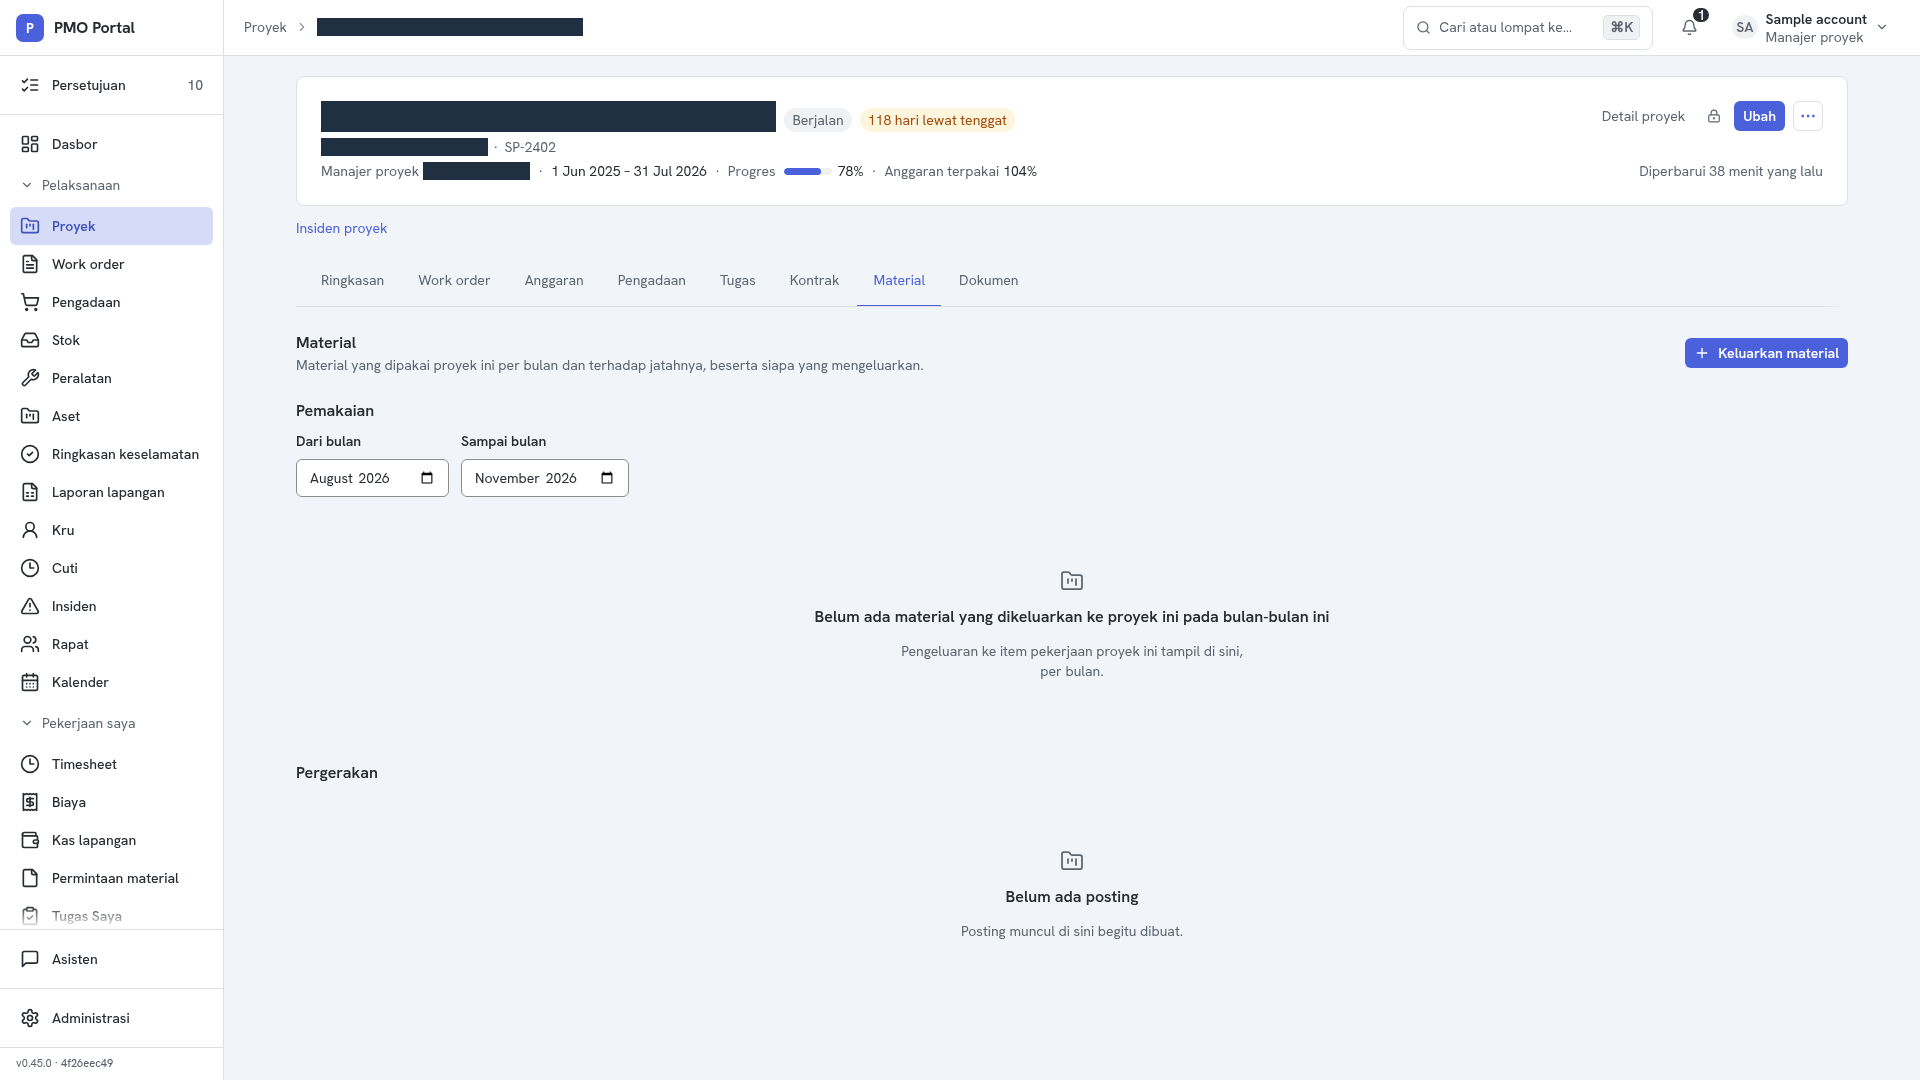 P PMO Portal
Proyek
Cari atau lompat ke... ⌘K
1
SA Sample account
Manajer proyek
Persetujuan 10
Dasbor
Pelaksanaan
Proyek
Work order
Pengadaan
Stok
Peralatan
Aset
Ringkasan keselamatan
Laporan lapangan
Kru
Cuti
Insiden
Rapat
Kalender
Pekerjaan saya
Timesheet
Biaya
Kas lapangan
Permintaan material
Tugas Saya
Asisten
Administrasi
v0.45.0 · 4f26eec49
Berjalan 118 hari lewat tenggat
Detail proyek Ubah
· SP-2402
Manajer proyek · 1 Jun 2025 – 31 Jul 2026 · Progres 78% · Anggaran terpakai 104%
Diperbarui 38 menit yang lalu
Insiden proyek
Ringkasan Work order Anggaran Pengadaan Tugas Kontrak Material Dokumen
Material
Material yang dipakai proyek ini per bulan dan terhadap jatahnya, beserta siapa yang mengeluarkan.
Keluarkan material
Pemakaian
Dari bulan Sampai bulan
August 2026 November 2026
Belum ada material yang dikeluarkan ke proyek ini pada bulan-bulan ini
Pengeluaran ke item pekerjaan proyek ini tampil di sini,
per bulan.
Pergerakan
Belum ada posting
Posting muncul di sini begitu dibuat.